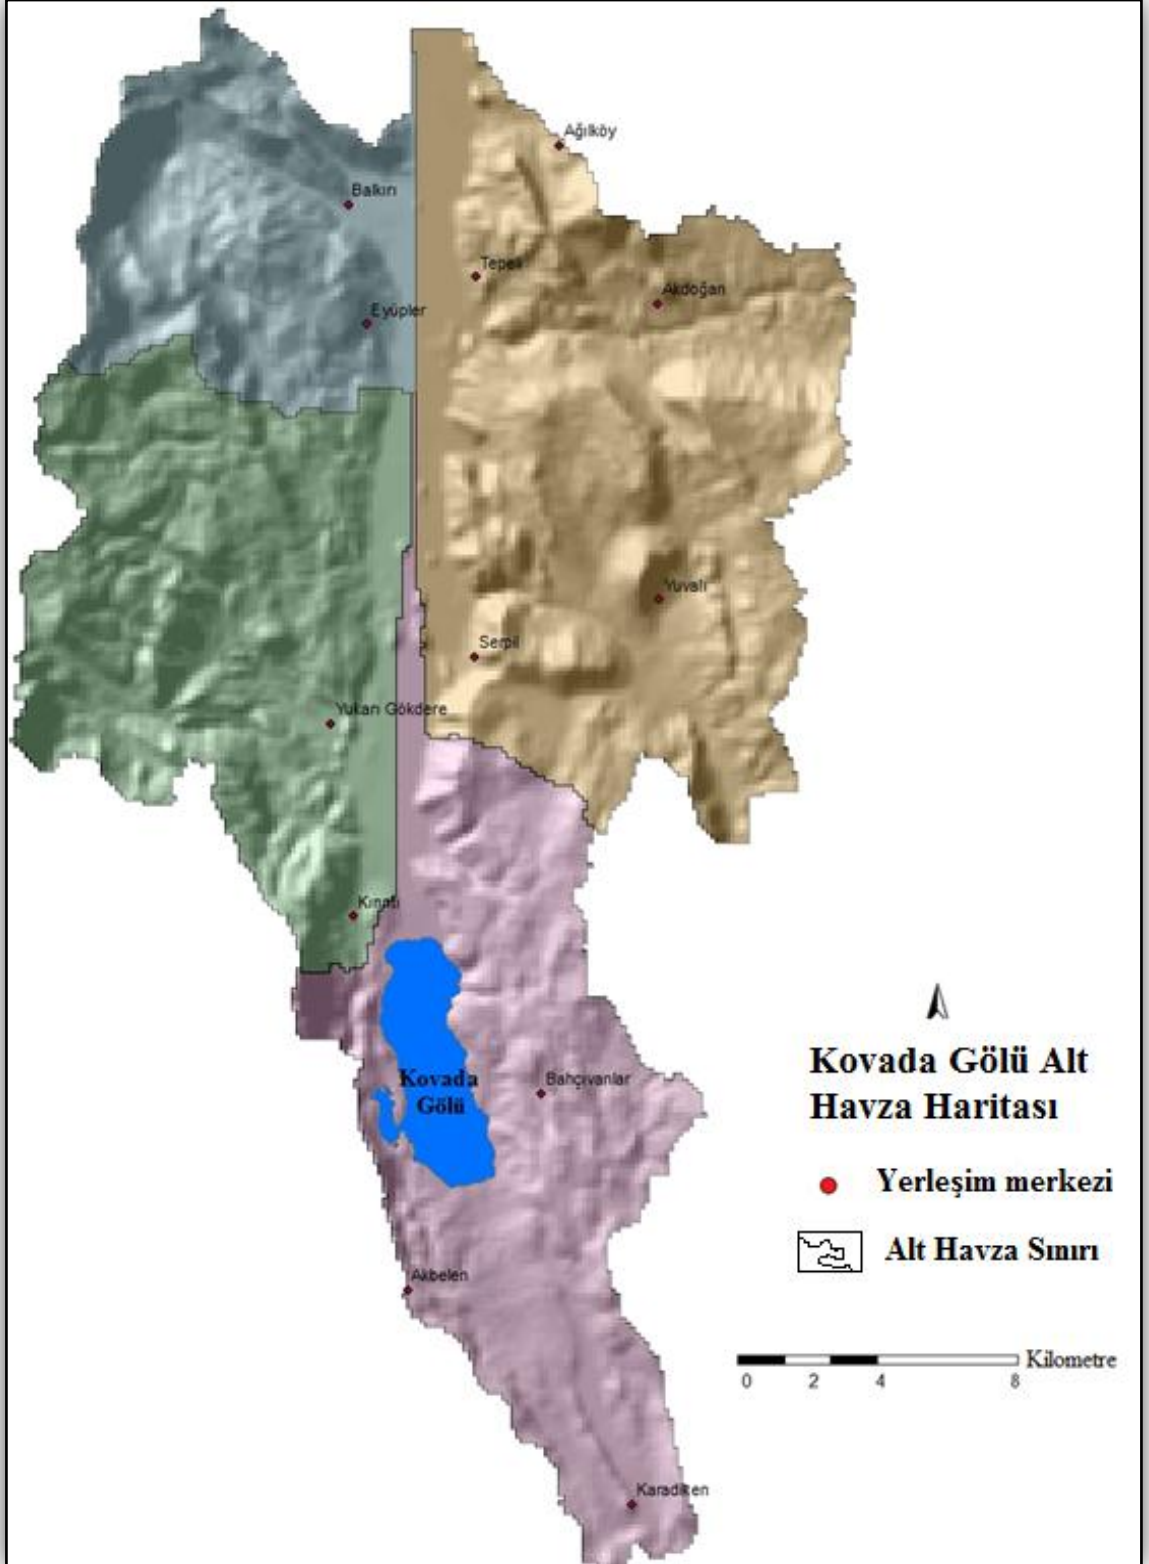 Ağılköy
Balkırı
Tepeli
Akdoğan
Eyüpler
Yuvalı
Serpil
Yukarı Gökdere
Kırıntı
Kovada
Gölü
Bahçıvanlar
Akbelen
Karadiken
Kovada Gölü Alt
Havza Haritası
Yerleşim merkezi
Alt Havza Sınırı
Kilometre
0 2 4 8